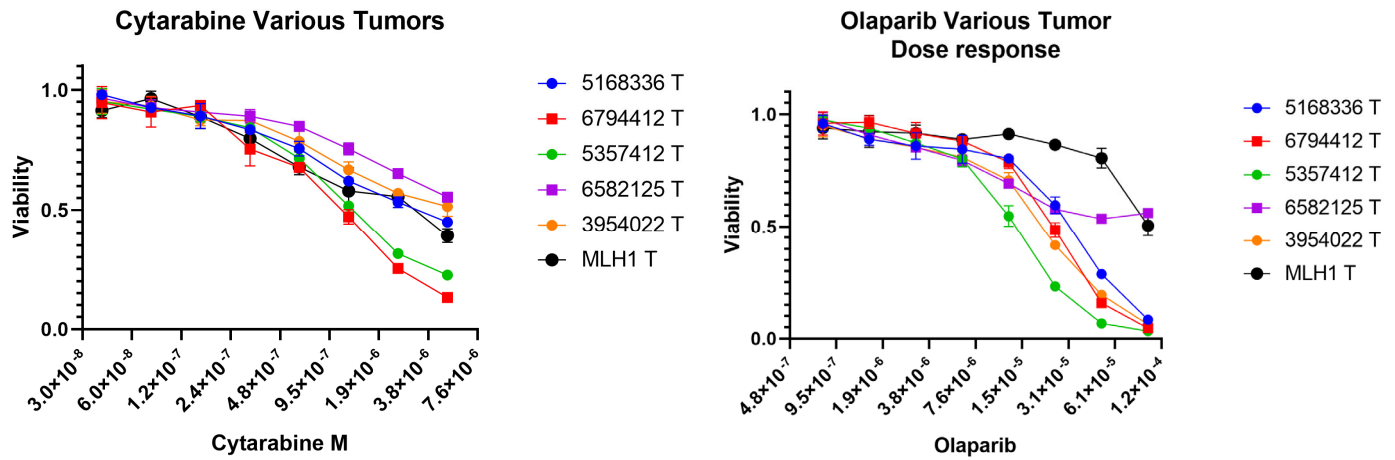 Cytarabine Various Tumors
Viability
1.0
0.5
0.0
3.0×10⁻⁸
6.0×10⁻⁸
1.2×10⁻⁷
2.4×10⁻⁷
4.8×10⁻⁷
9.5×10⁻⁷
1.9×10⁻⁶
3.8×10⁻⁶
7.6×10⁻⁶
Cytarabine M
5168336 T
6794412 T
5357412 T
6582125 T
3954022 T
MLH1 T
Olaparib Various Tumor
Dose response
Viability
1.0
0.5
0.0
4.8×10⁻⁷
9.5×10⁻⁷
1.9×10⁻⁶
3.8×10⁻⁶
7.6×10⁻⁶
1.5×10⁻⁵
3.1×10⁻⁵
6.1×10⁻⁵
1.2×10⁻⁴
Olaparib
5168336 T
6794412 T
5357412 T
6582125 T
3954022 T
MLH1 T